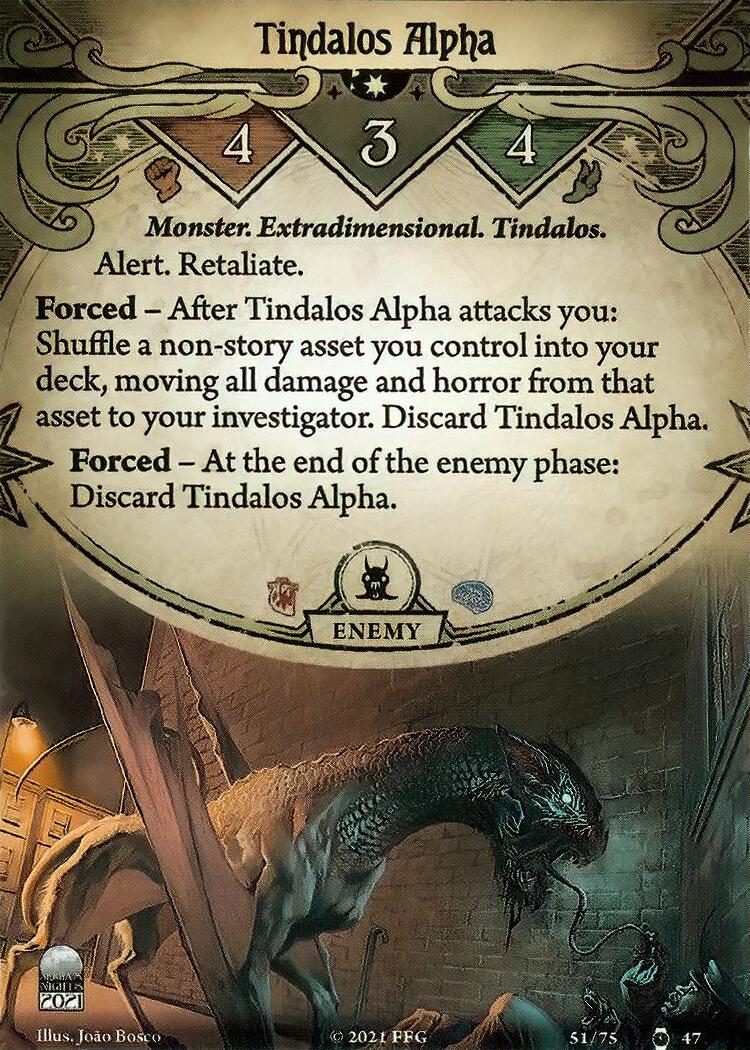 Tindalos Alpha
4 3 4
Monster. Extradimensional. Tindalos.
Alert. Retaliate.
Forced – After Tindalos Alpha attacks you:
Shuffle a non-story asset you control into your
deck, moving all damage and horror from that
asset to your investigator. Discard Tindalos Alpha.
Forced – At the end of the enemy phase:
Discard Tindalos Alpha.
ENEMY
NIGHTS
2021
Illus. João Bosco © 2021 FFG 51/75 47